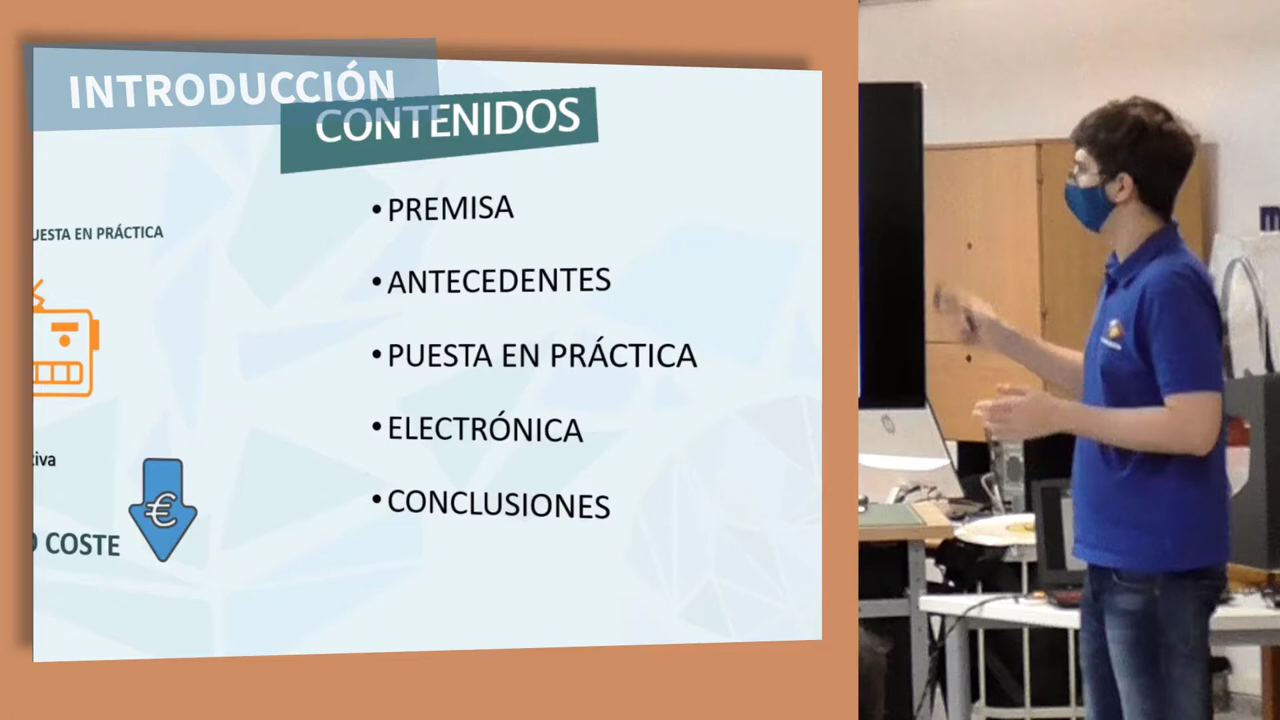 INTRODUCCIÓN
CONTENIDOS
UESTA EN PRÁCTICA
• PREMISA
• ANTECEDENTES
• PUESTA EN PRÁCTICA
• ELECTRÓNICA
• CONCLUSIONES
iva
€
COSTE